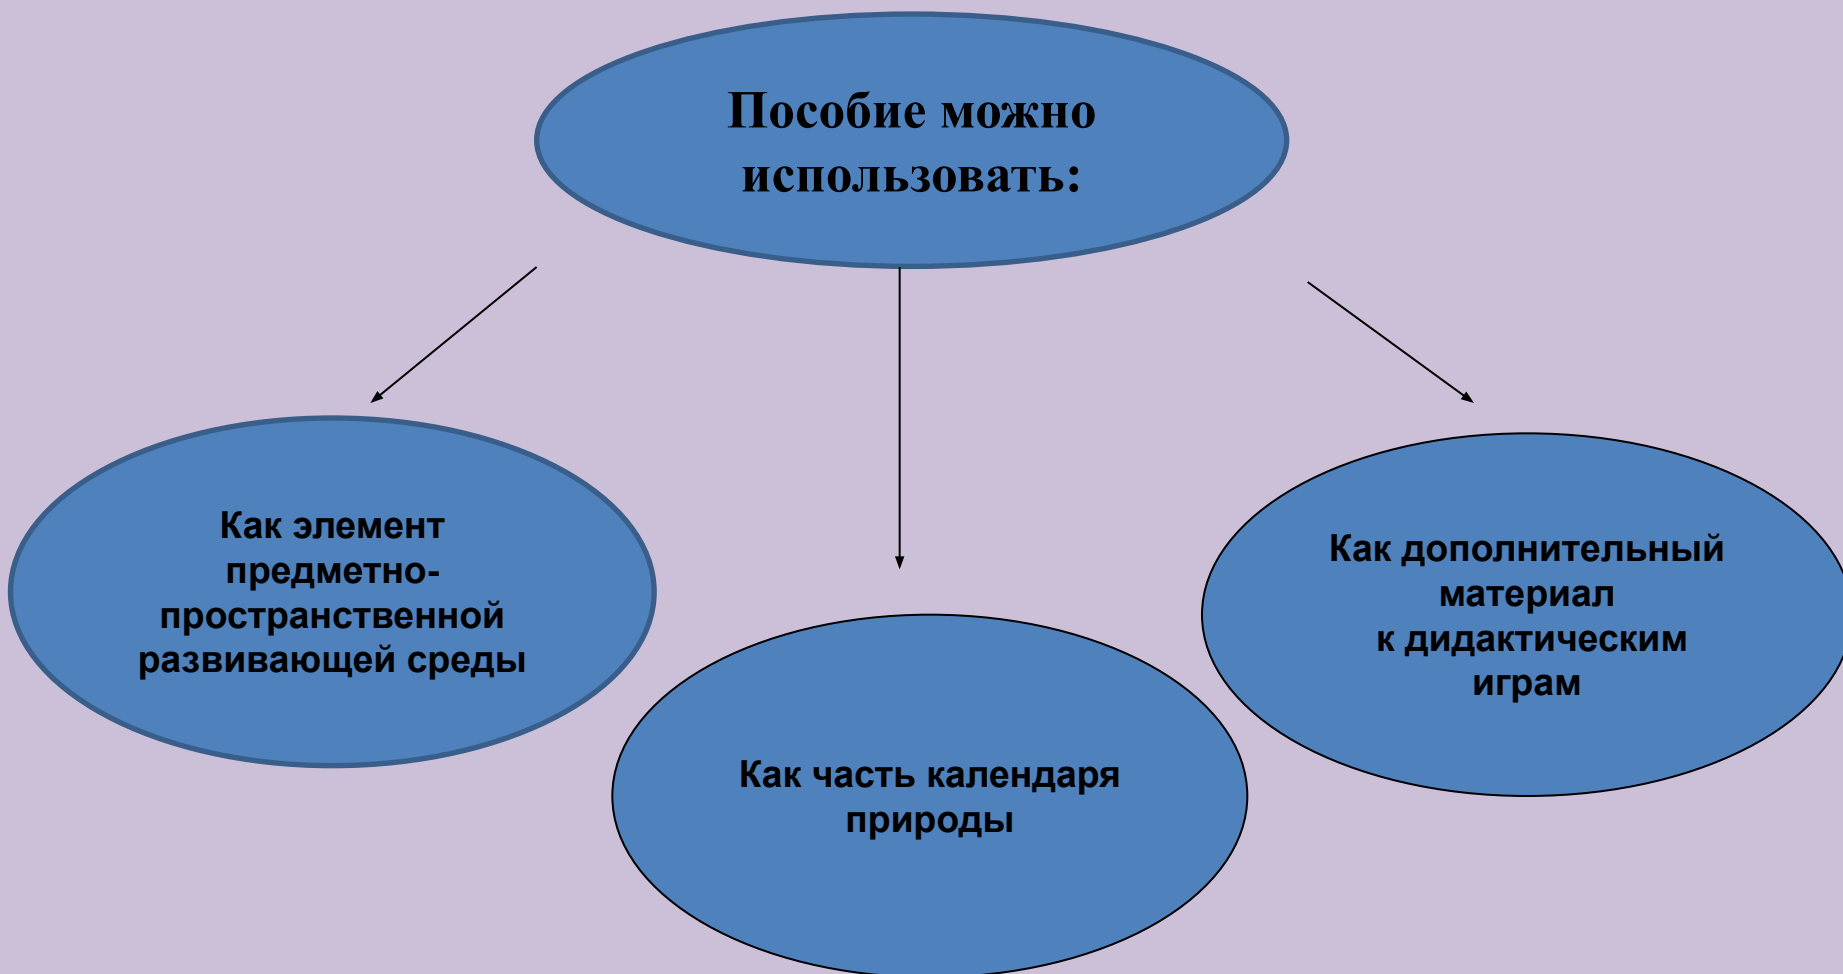 Пособие можно
использовать:
Как элемент
предметно-
пространственной
развивающей среды
Как часть календаря
природы
Как дополнительный
материал
к дидактическим
играм